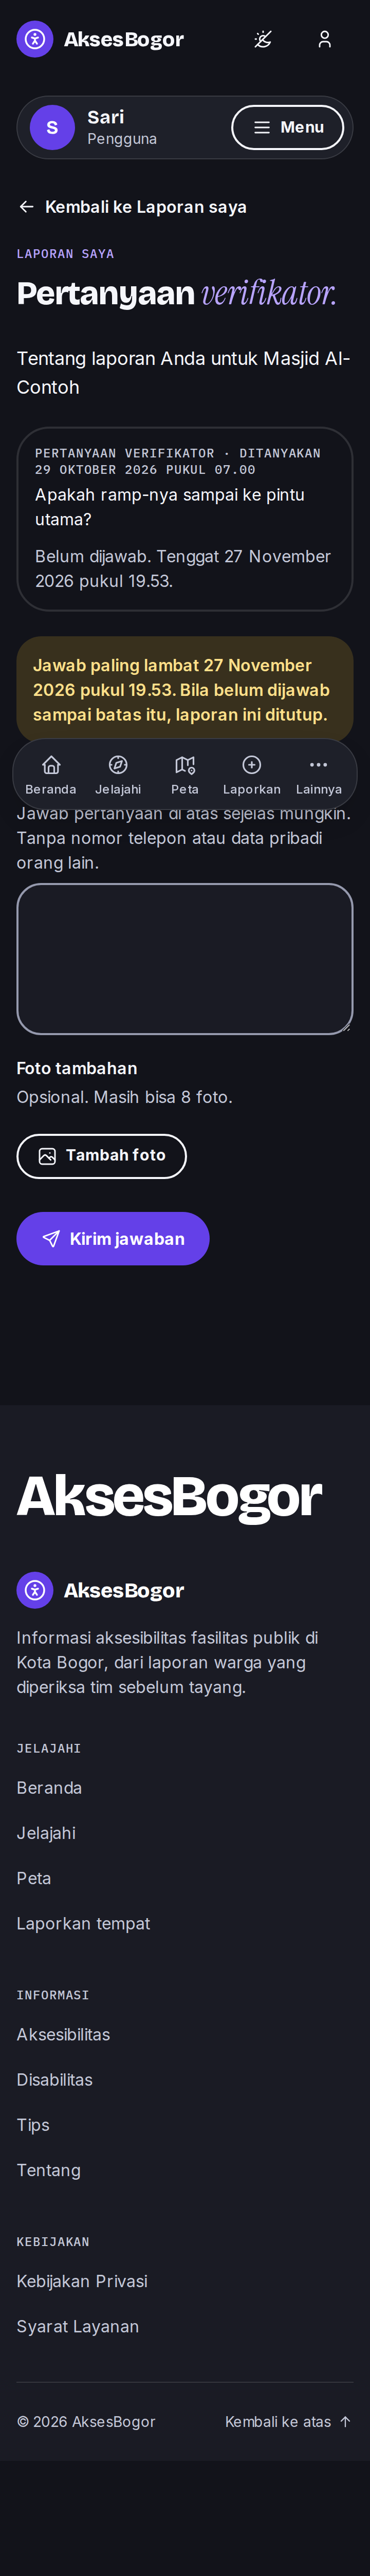 AksesBogor
S
Sari
Pengguna
Menu
Kembali ke Laporan saya
LAPORAN SAYA
Pertanyaan verifikator.
Tentang laporan Anda untuk Masjid Al-
Contoh
PERTANYAAN VERIFIKATOR · DITANYAKAN
29 OKTOBER 2026 PUKUL 07.00
Apakah ramp-nya sampai ke pintu
utama?
Belum dijawab. Tenggat 27 November
2026 pukul 19.53.
Jawab paling lambat 27 November
2026 pukul 19.53. Bila belum dijawab
sampai batas itu, laporan ini ditutup.
Beranda
Jelajahi
Peta
Laporkan
Lainnya
Jawab pertanyaan di atas sejelas mungkin.
Tanpa nomor telepon atau data pribadi
orang lain.
Foto tambahan
Opsional. Masih bisa 8 foto.
Tambah foto
Kirim jawaban
AksesBogor
AksesBogor
Informasi aksesibilitas fasilitas publik di
Kota Bogor, dari laporan warga yang
diperiksa tim sebelum tayang.
JELAJAHI
Beranda
Jelajahi
Peta
Laporkan tempat
INFORMASI
Aksesibilitas
Disabilitas
Tips
Tentang
KEBIJAKAN
Kebijakan Privasi
Syarat Layanan
© 2026 AksesBogor
Kembali ke atas ↑